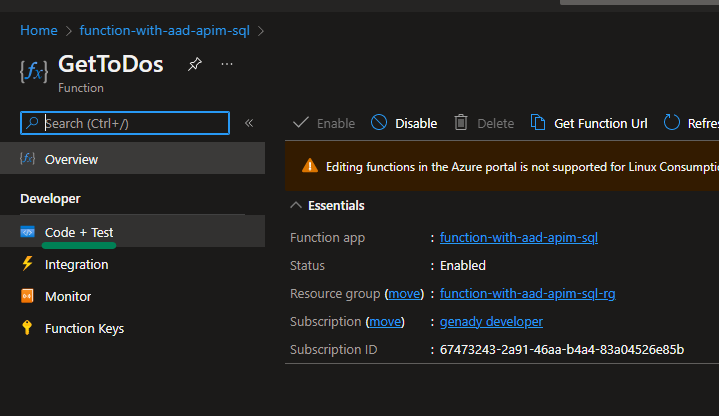 Home > function-with-aad-apim-sql >
{fx} GetToDos ...
Function
Search (Ctrl+/) «
Enable Disable Delete Get Function Url Refres
Overview
Editing functions in the Azure portal is not supported for Linux Consumptio
Developer
Essentials
Code + Test
Function app : function-with-aad-apim-sql
Integration
Status : Enabled
Monitor
Resource group (move) : function-with-aad-apim-sql-rg
Function Keys
Subscription (move) : genady developer
Subscription ID : 67473243-2a91-46aa-b4a4-83a04526e85b